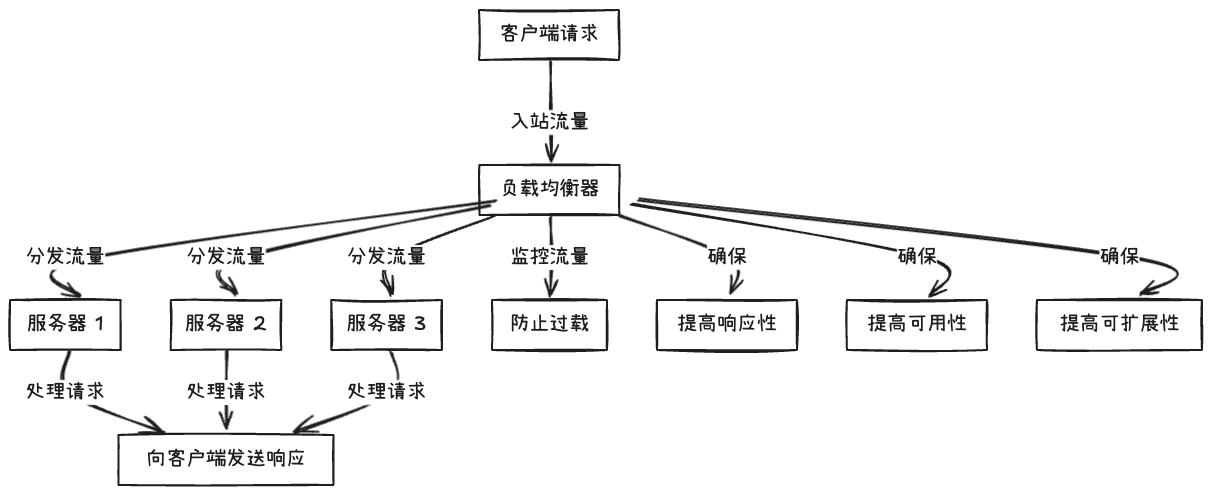 客户端请求
入站流量
负载均衡器
分发流量
分发流量
分发流量
监控流量
确保
确保
确保
服务器 1
服务器 2
服务器 3
防止过载
提高响应性
提高可用性
提高可扩展性
处理请求
处理请求
处理请求
向客户端发送响应